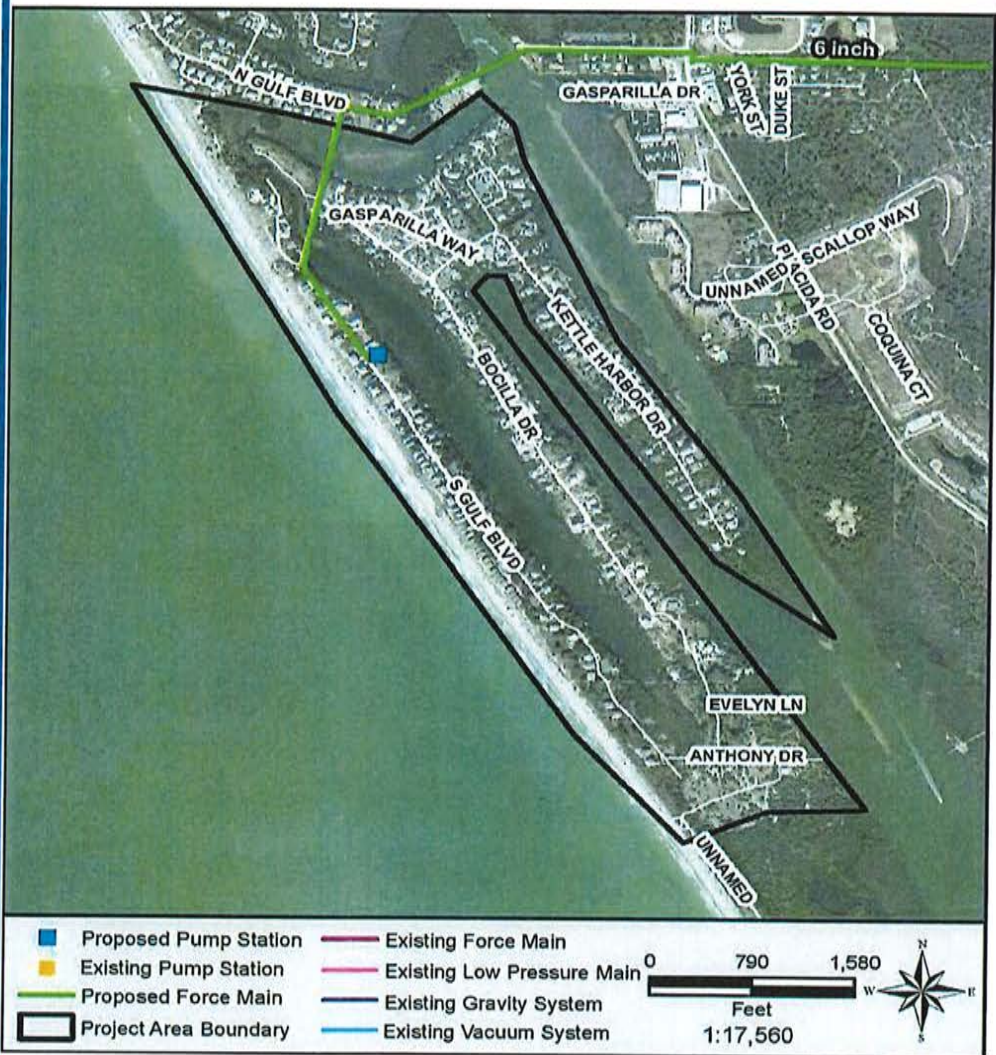 6 inch
N GULF BLVD
GASPARILLA DR
YORK ST
DUKE ST
GASPARILLA WAY
UNNAMED
SCALLOP WAY
PLACIDA RD
KETTLE HARBOR DR
COQUINA CT
BOCILLA DR
S GULF BLVD
EVELYN LN
ANTHONY DR
UNNAMED
Proposed Pump Station
Existing Pump Station
Proposed Force Main
Project Area Boundary
Existing Force Main
Existing Low Pressure Main
Existing Gravity System
Existing Vacuum System
0 790 1,580
Feet
1:17,560
N
W
E
S